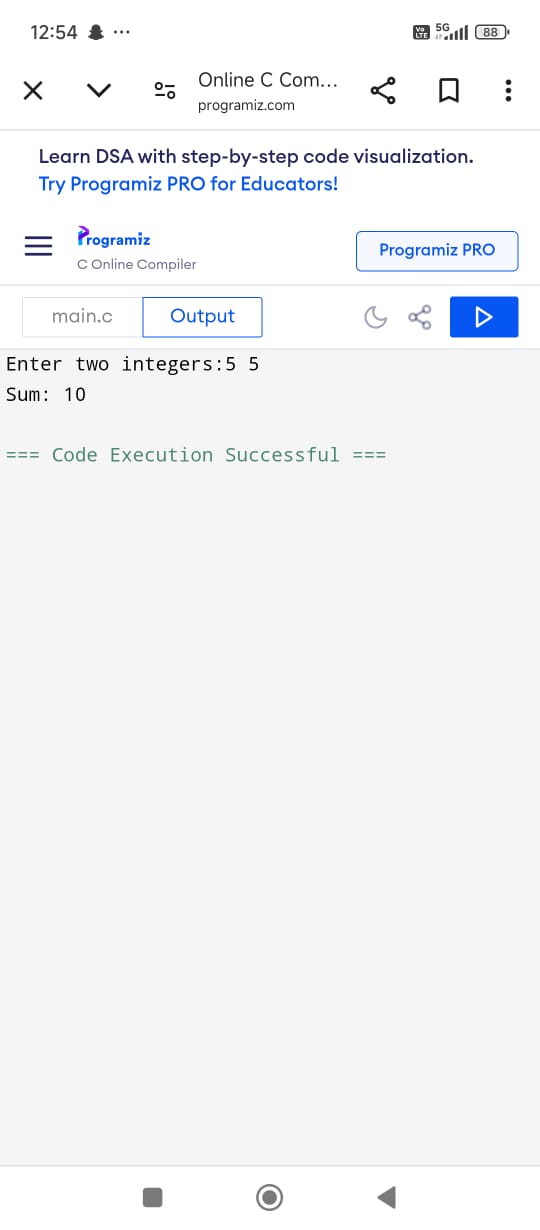 12:54 ...
Vo LTE 5G 88
Online C Com...
programiz.com
Learn DSA with step-by-step code visualization.
Try Programiz PRO for Educators!
Programiz
C Online Compiler
Programiz PRO
main.c
Output
Enter two integers:5 5
Sum: 10
=== Code Execution Successful ===